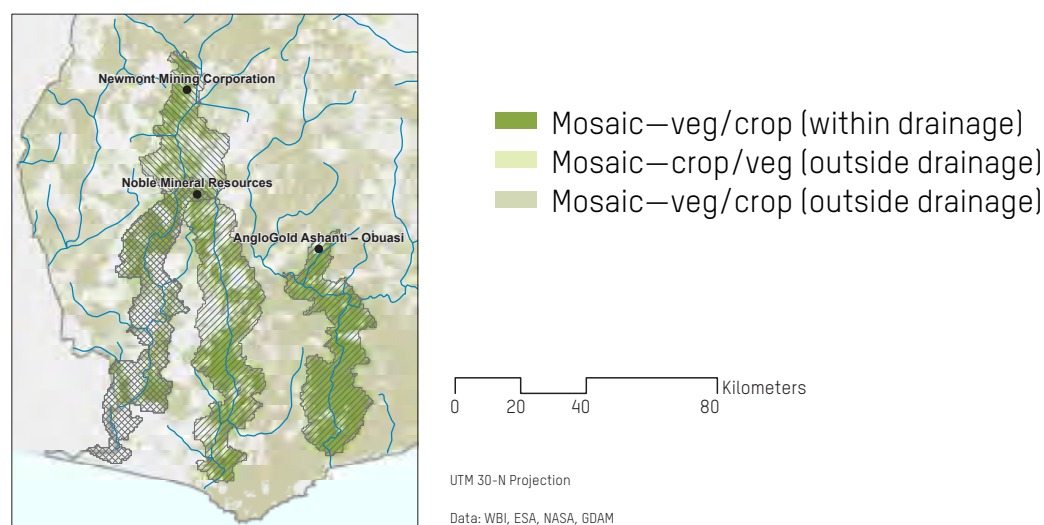 Newmont Mining Corporation
Noble Mineral Resources
AngloGold Ashanti – Obuasi
Mosaic—veg/crop (within drainage)
Mosaic—crop/veg (outside drainage)
Mosaic—veg/crop (outside drainage)
Kilometers
0 20 40 80
UTM 30-N Projection
Data: WBI, ESA, NASA, GDAM